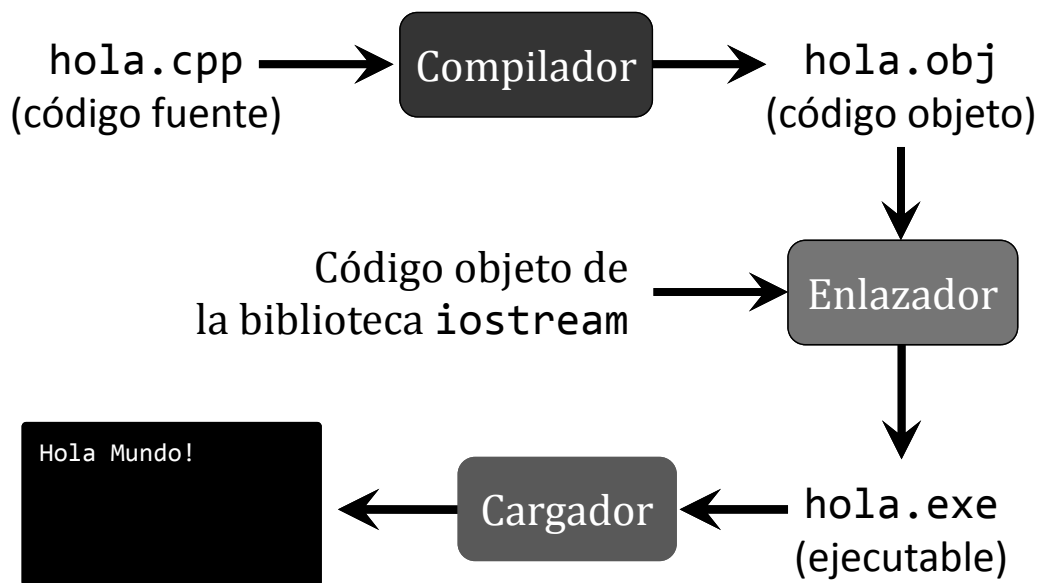 hola.cpp
(código fuente)
Compilador
hola.obj
(código objeto)
Código objeto de
la biblioteca iostream
Enlazador
Hola Mundo!
Cargador
hola.exe
(ejecutable)